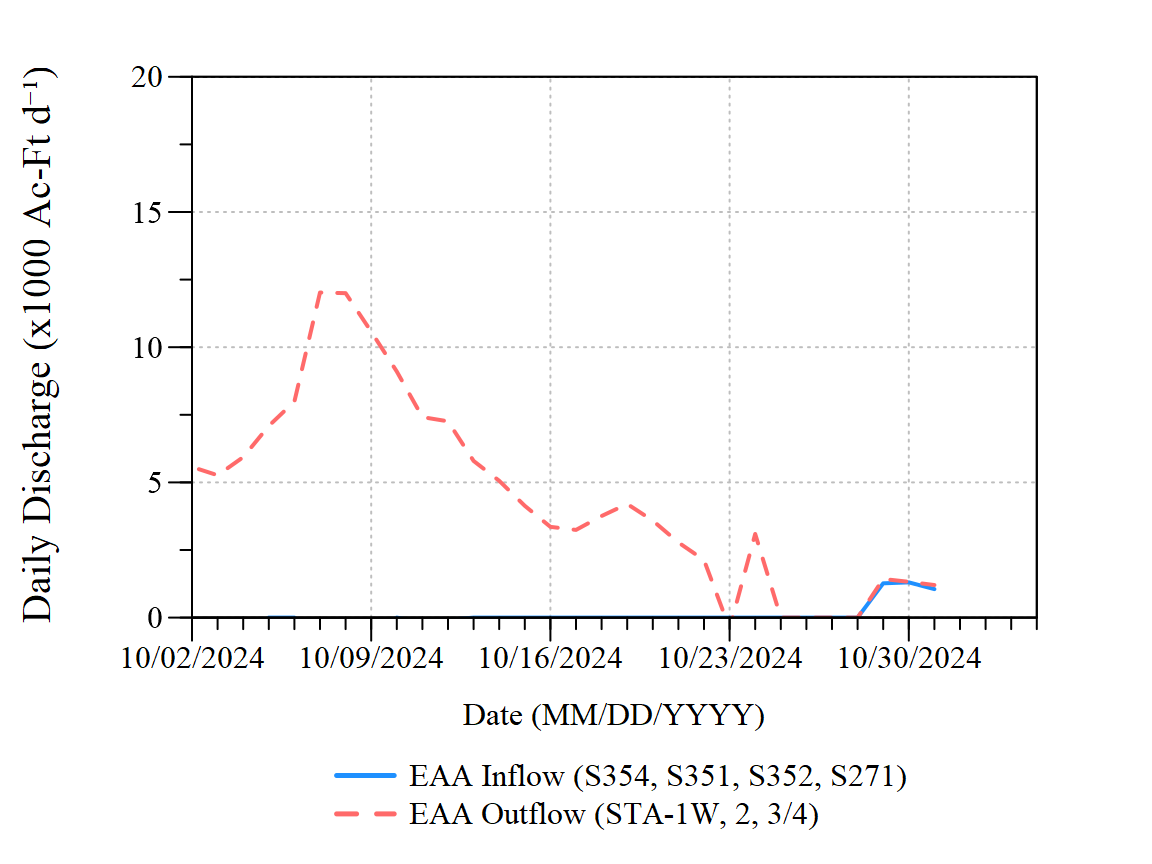 Daily Discharge (x1000 Ac-Ft d⁻¹)
20
15
10
5
0
10/02/2024 10/09/2024 10/16/2024 10/23/2024 10/30/2024
Date (MM/DD/YYYY)
EAA Inflow (S354, S351, S352, S271)
EAA Outflow (STA-1W, 2, 3/4)